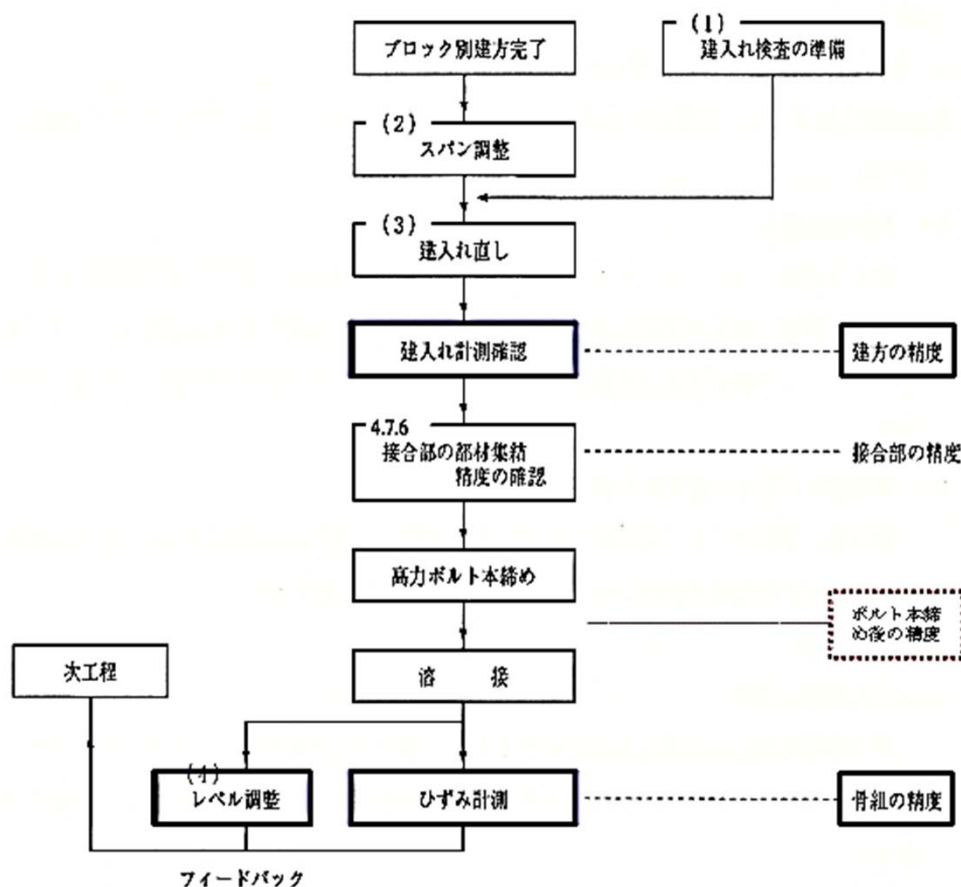 (1)
ブロック別建方完了
建入れ検査の準備
(2)
スパン調整
(3)
建入れ直し
建入れ計測確認
建方の精度
4.7.6
接合部の部材集結
精度の確認
接合部の精度
高力ボルト本締め
ボルト本締
め後の精度
次工程
溶 接
(4)
レベル調整
ひずみ計測
骨組の精度
フィードバック